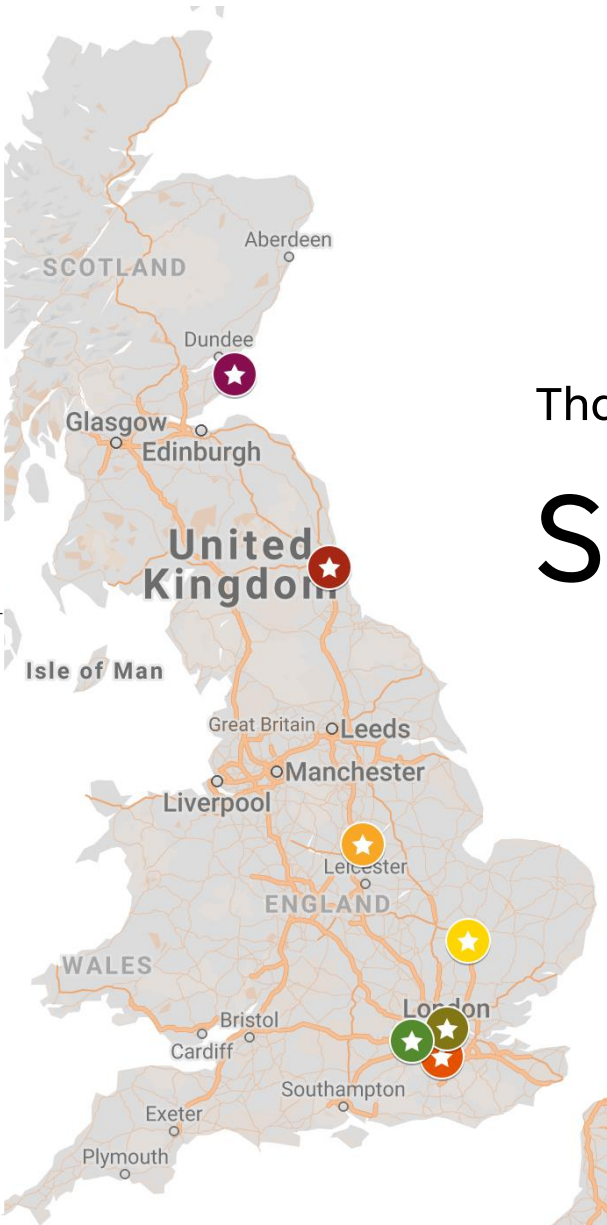 Aberdeen
SCOTLAND
Dundee
Tho
Glasgow
Edinburgh
S
United
Kingdom
Isle of Man
Great Britain
Leeds
Manchester
Liverpool
Leicester
ENGLAND
WALES
London
Bristol
Cardiff
Southampton
Exeter
Plymouth